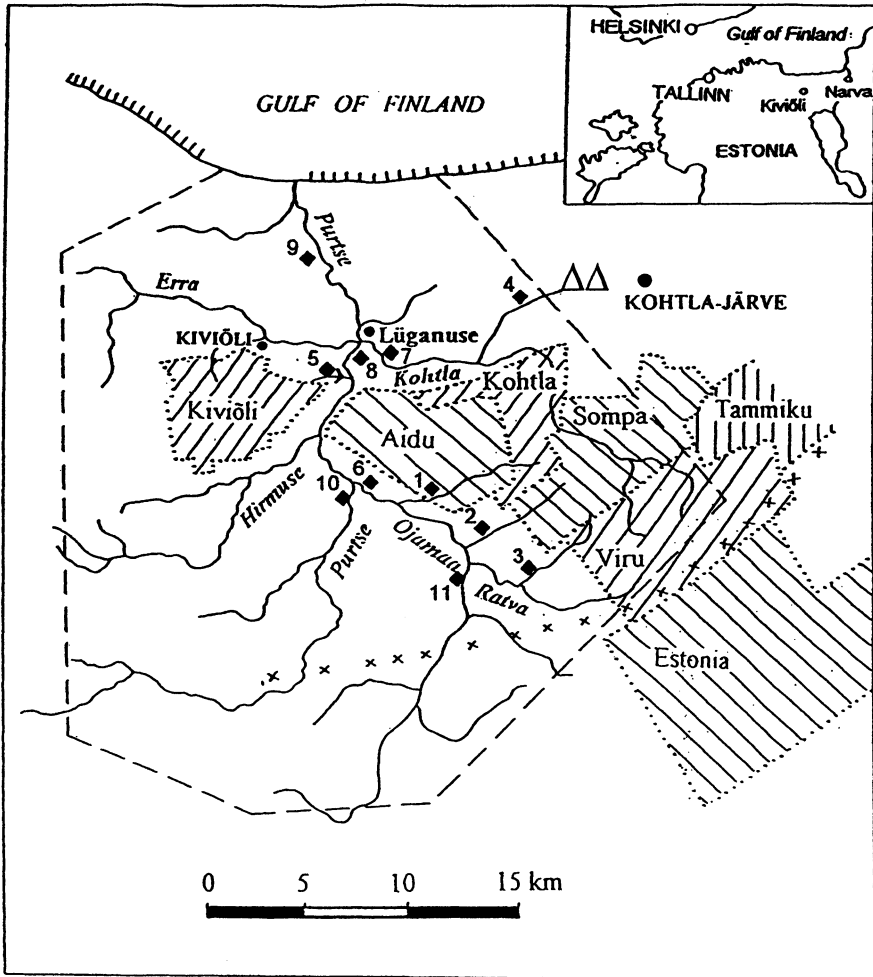 HELSINKI
Gulf of Finland
TALLINN
Kiviõli
Narva
ESTONIA
GULF OF FINLAND
Purtse
9
Erra
4
KOHTLA-JÄRVE
KIVIÕLI
Lüganuse
5
8
7
Kohtla
Kohtla
Kiviõli
Aidu
Sompa
Tammiku
Hirmuse
10
6
1
2
Purtse
Ojamaa
3
Viru
11
Ratva
Estonia
0 5 10 15 km